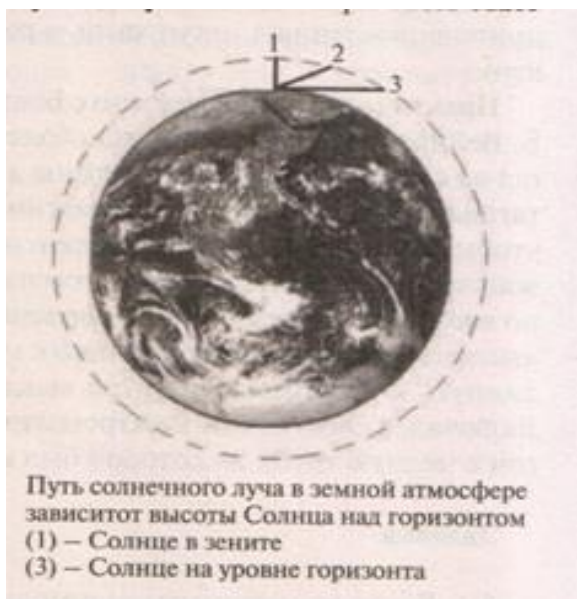 1
2
3
Путь солнечного луча в земной атмосфере
зависитот высоты Солнца над горизонтом
(1) – Солнце в зените
(3) – Солнце на уровне горизонта